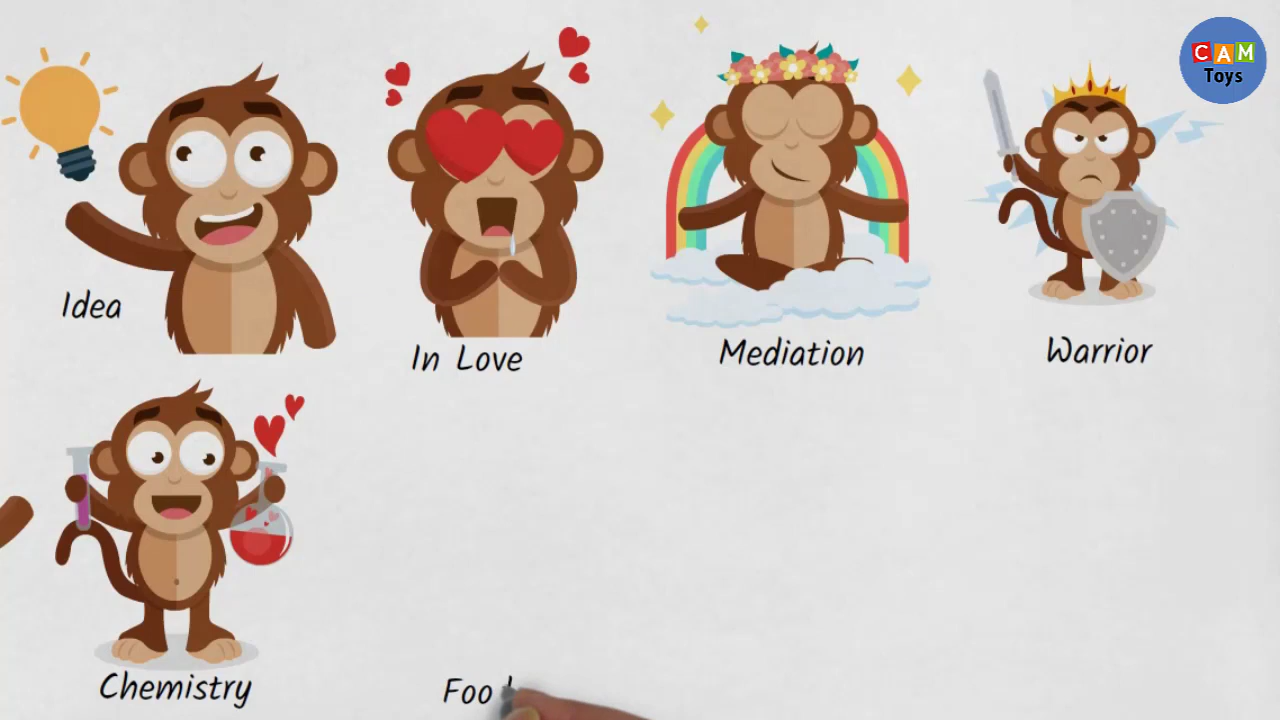 CAM
Toys
Idea
In Love
Mediation
Warrior
Chemistry
Foo